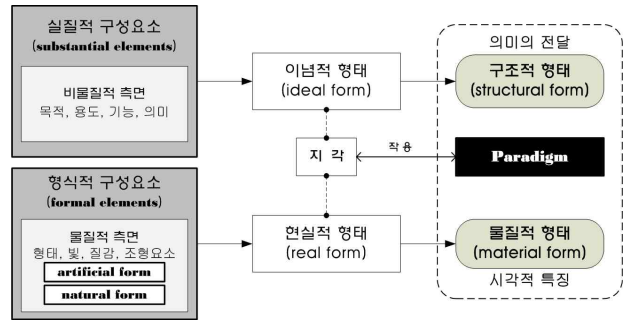 실질적 구성요소
(substantial elements)
비물질적 측면
목적, 용도, 기능, 의미
이념적 형태
(ideal form)
의미의 전달
구조적 형태
(structural form)
지 각
작용
Paradigm
형식적 구성요소
(formal elements)
물질적 측면
형태, 빛, 질감, 조형요소
artificial form
natural form
현실적 형태
(real form)
물질적 형태
(material form)
시각적 특징